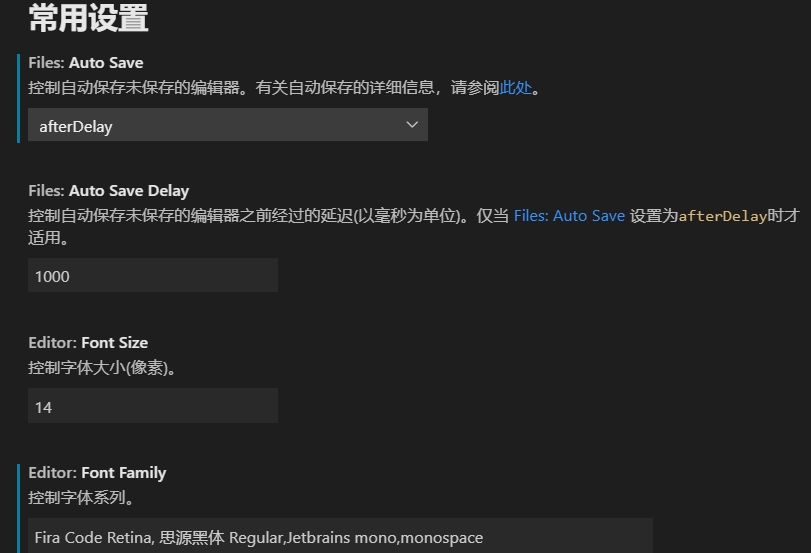 常用设置
Files: Auto Save
控制自动保存未保存的编辑器。有关自动保存的详细信息，请参阅此处。
afterDelay
Files: Auto Save Delay
控制自动保存未保存的编辑器之前经过的延迟(以毫秒为单位)。仅当 Files: Auto Save 设置为afterDelay时才
适用。
1000
Editor: Font Size
控制字体大小(像素)。
14
Editor: Font Family
控制字体系列。
Fira Code Retina, 思源黑体 Regular,Jetbrains mono,monospace